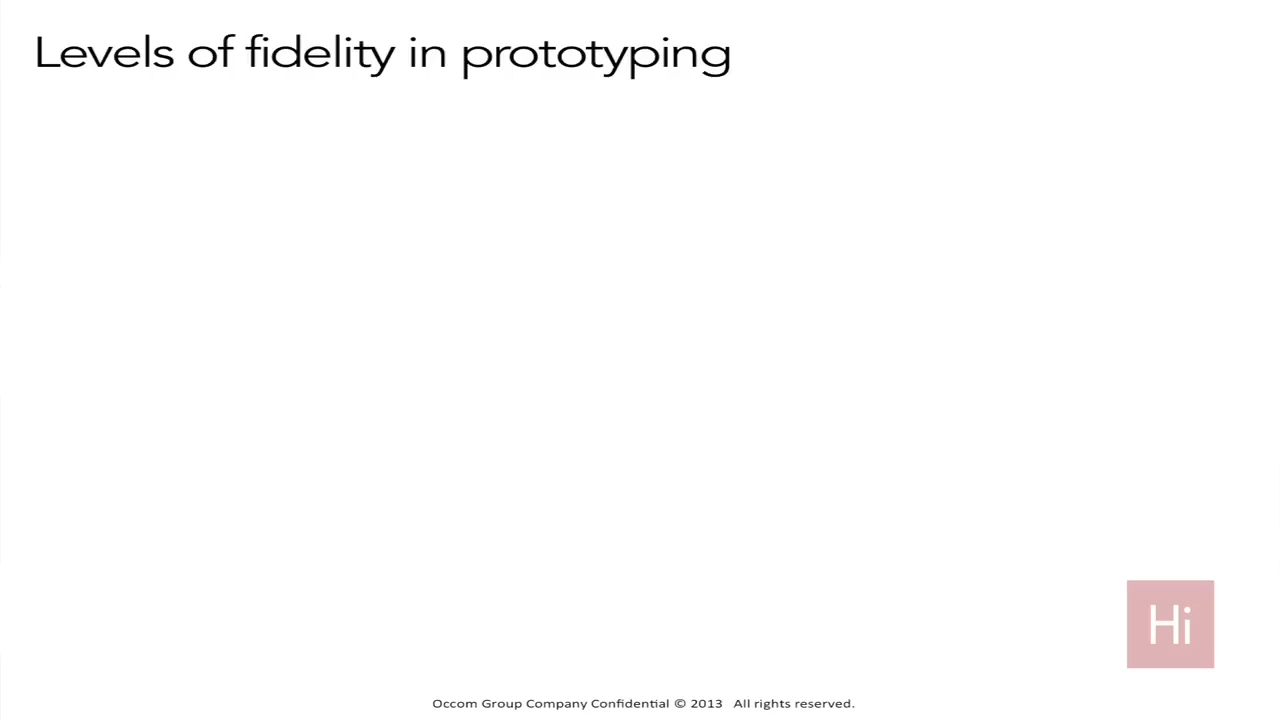 Levels of fidelity in prototyping
Hi
Occom Group Company Confidential © 2013 All rights reserved.